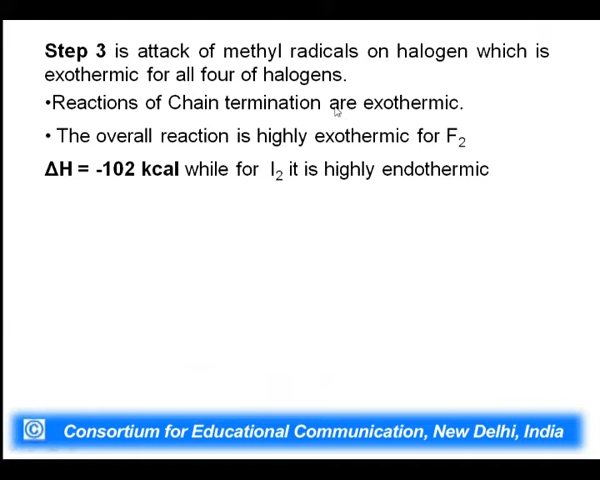 Step 3 is attack of methyl radicals on halogen which is
exothermic for all four of halogens.
•Reactions of Chain termination are exothermic.
• The overall reaction is highly exothermic for F₂
ΔH = -102 kcal while for I₂ it is highly endothermic
© Consortium for Educational Communication, New Delhi, India